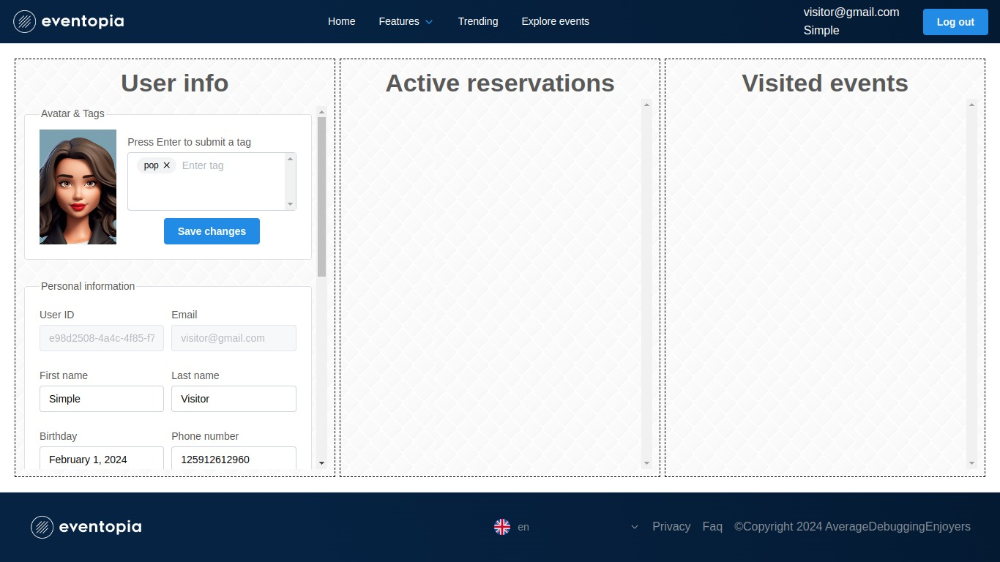 eventopia
Home
Features
Trending
Explore events
visitor@gmail.com
Simple
Log out
User info
Avatar & Tags
Press Enter to submit a tag
pop
Enter tag
Save changes
Personal information
User ID
Email
e98d2508-4a4c-4f85-f7
visitor@gmail.com
First name
Last name
Simple
Visitor
Birthday
Phone number
February 1, 2024
125912612960
Active reservations
Visited events
eventopia
en
Privacy
Faq
©Copyright 2024 AverageDebuggingEnjoyers